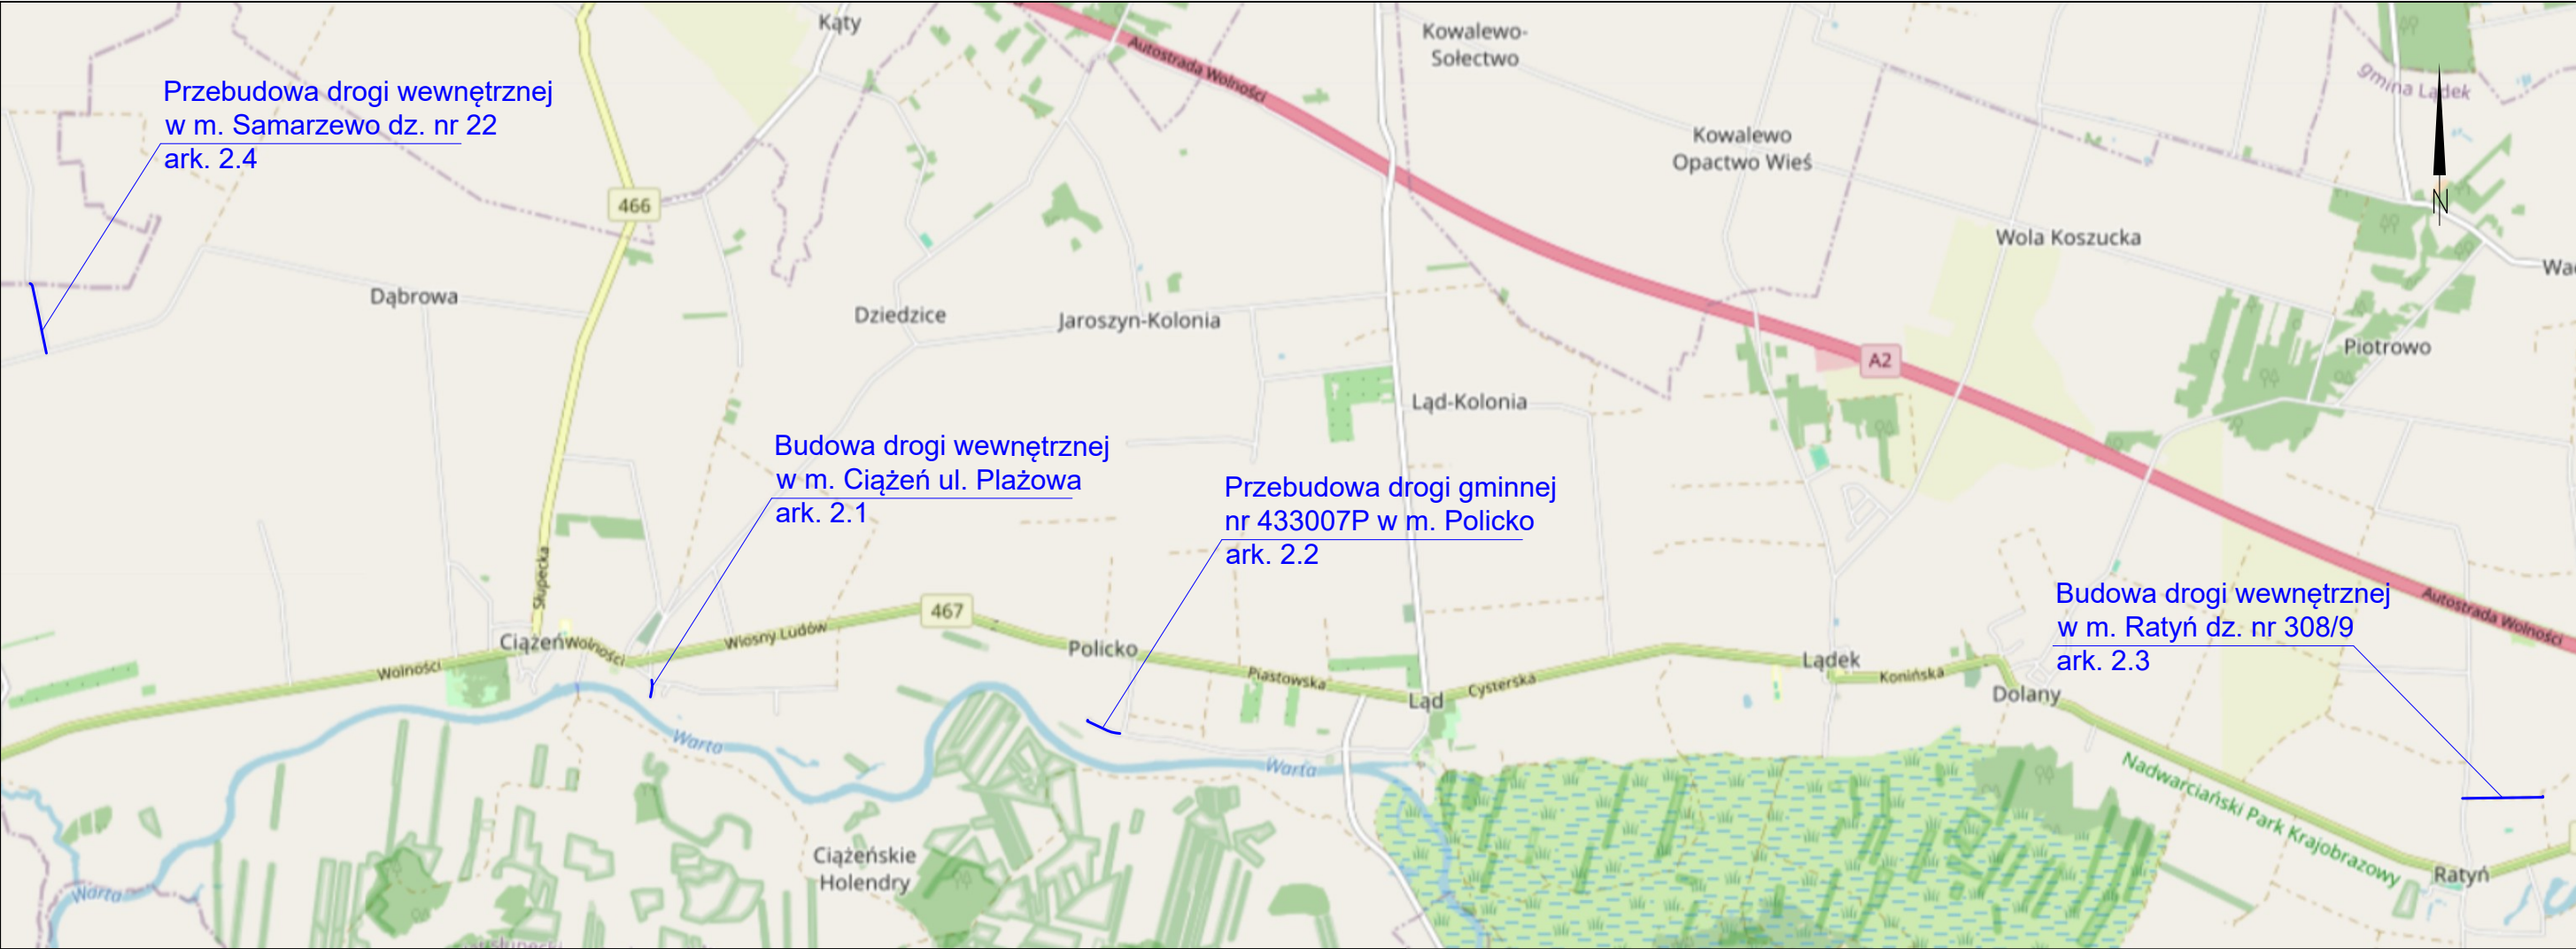 Kąty
Kowalewo-
Sołectwo
Autostrada Wolności
gmina Lądek
Przebudowa drogi wewnętrznej
w m. Samarzewo dz. nr 22
ark. 2.4
Kowalewo
Opactwo Wieś
466
N
Wola Koszucka
Dąbrowa
Dziedzice
Jaroszyn-Kolonia
Piotrowo
A2
Ląd-Kolonia
Budowa drogi wewnętrznej
w m. Ciążeń ul. Plażowa
ark. 2.1
Przebudowa drogi gminnej
nr 433007P w m. Policko
ark. 2.2
Słupecka
Budowa drogi wewnętrznej
w m. Ratyń dz. nr 308/9
ark. 2.3
Autostrada Wolności
467
Ciążeń
Wolności
Wiosny Ludów
Policko
Wolności
Piastowska
Cysterska
Lądek
Konińska
Ląd
Dolany
Warta
Warta
Nadwarciański Park Krajobrazowy
Ciążeńskie
Holendry
Ratyń
Warta